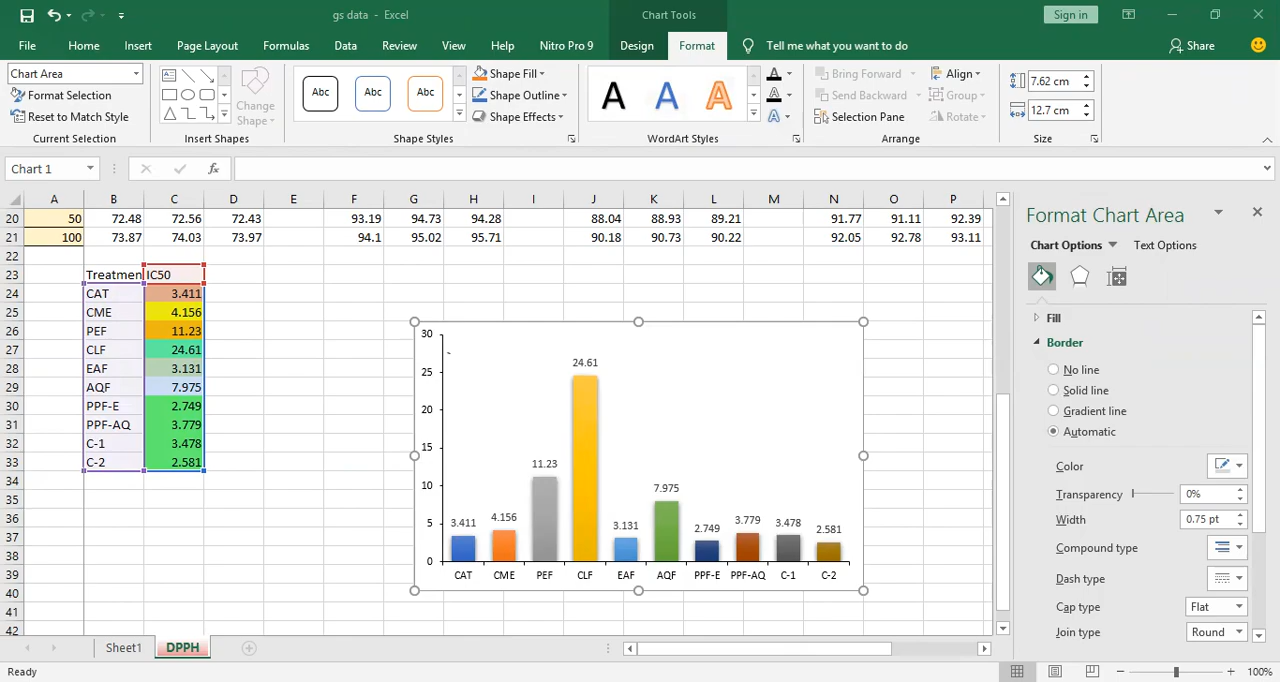 gs data - Excel
Chart Tools
Sign in
File Home Insert Page Layout Formulas Data Review View Help Nitro Pro 9 Design Format Tell me what you want to do Share
Chart Area
Format Selection
Reset to Match Style
Current Selection
Change
Shape
Insert Shapes
Abc Abc Abc
Shape Fill
Shape Outline
Shape Effects
Shape Styles
A A A
WordArt Styles
Bring Forward
Send Backward
Selection Pane
Align
Group
Rotate
Arrange
7.62 cm
12.7 cm
Size
Chart 1
fx
A B C D E F G H I J K L M N O P
20 50 72.48 72.56 72.43 93.19 94.73 94.28 88.04 88.93 89.21 91.77 91.11 92.39
21 100 73.87 74.03 73.97 94.1 95.02 95.71 90.18 90.73 90.22 92.05 92.78 93.11
22
23 Treatmen IC50
24 CAT 3.411
25 CME 4.156
26 PEF 11.23
27 CLF 24.61
28 EAF 3.131
29 AQF 7.975
30 PPF-E 2.749
31 PPF-AQ 3.779
32 C-1 3.478
33 C-2 2.581
34
35
36
37
38
39
40
41
42
30
25
20
15
10
5
0
3.411 4.156 11.23 24.61 3.131 7.975 2.749 3.779 3.478 2.581
CAT CME PEF CLF EAF AQF PPF-E PPF-AQ C-1 C-2
Format Chart Area
Chart Options Text Options
Fill
Border
No line
Solid line
Gradient line
Automatic
Color
Transparency 0%
Width 0.75 pt
Compound type
Dash type
Cap type Flat
Join type Round
Sheet1 DPPH
Ready
100%